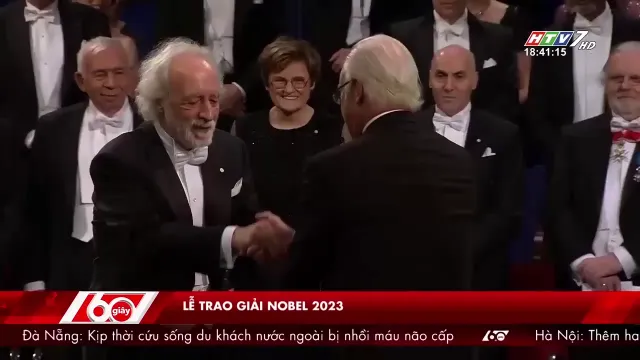 HTV7 HD
18:41:15
60 giây
LỄ TRAO GIẢI NOBEL 2023
Đà Nẵng: Kịp thời cứu sống du khách nước ngoài bị nhồi máu não cấp 60 Hà Nội: Thêm ha